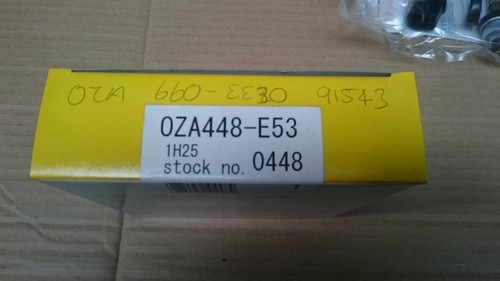 OZA 660-EE30 91543
OZA448-E53
1H25
stock no. 0448